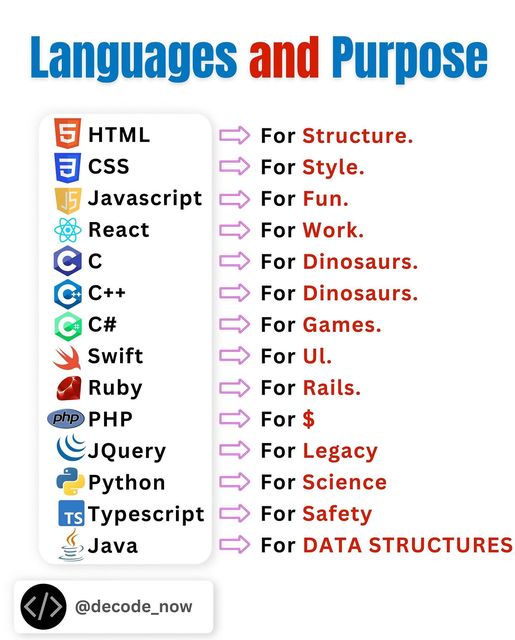 Languages and Purpose
HTML For Structure.
CSS For Style.
JS Javascript For Fun.
React For Work.
C C For Dinosaurs.
C++ C++ For Dinosaurs.
C# C# For Games.
Swift For UI.
Ruby For Rails.
php PHP For $
JQuery For Legacy
Python For Science
TS Typescript For Safety
Java For DATA STRUCTURES
</> @decode_now